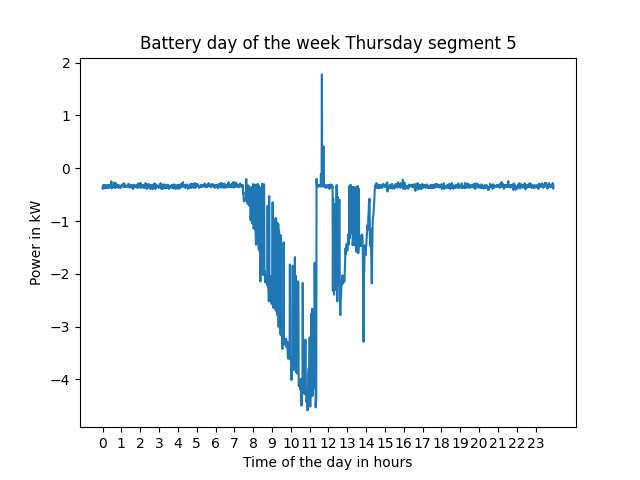 Battery day of the week Thursday segment 5
Power in kW
2
1
0
−1
−2
−3
−4
0 1 2 3 4 5 6 7 8 9 10 11 12 13 14 15 16 17 18 19 20 21 22 23
Time of the day in hours